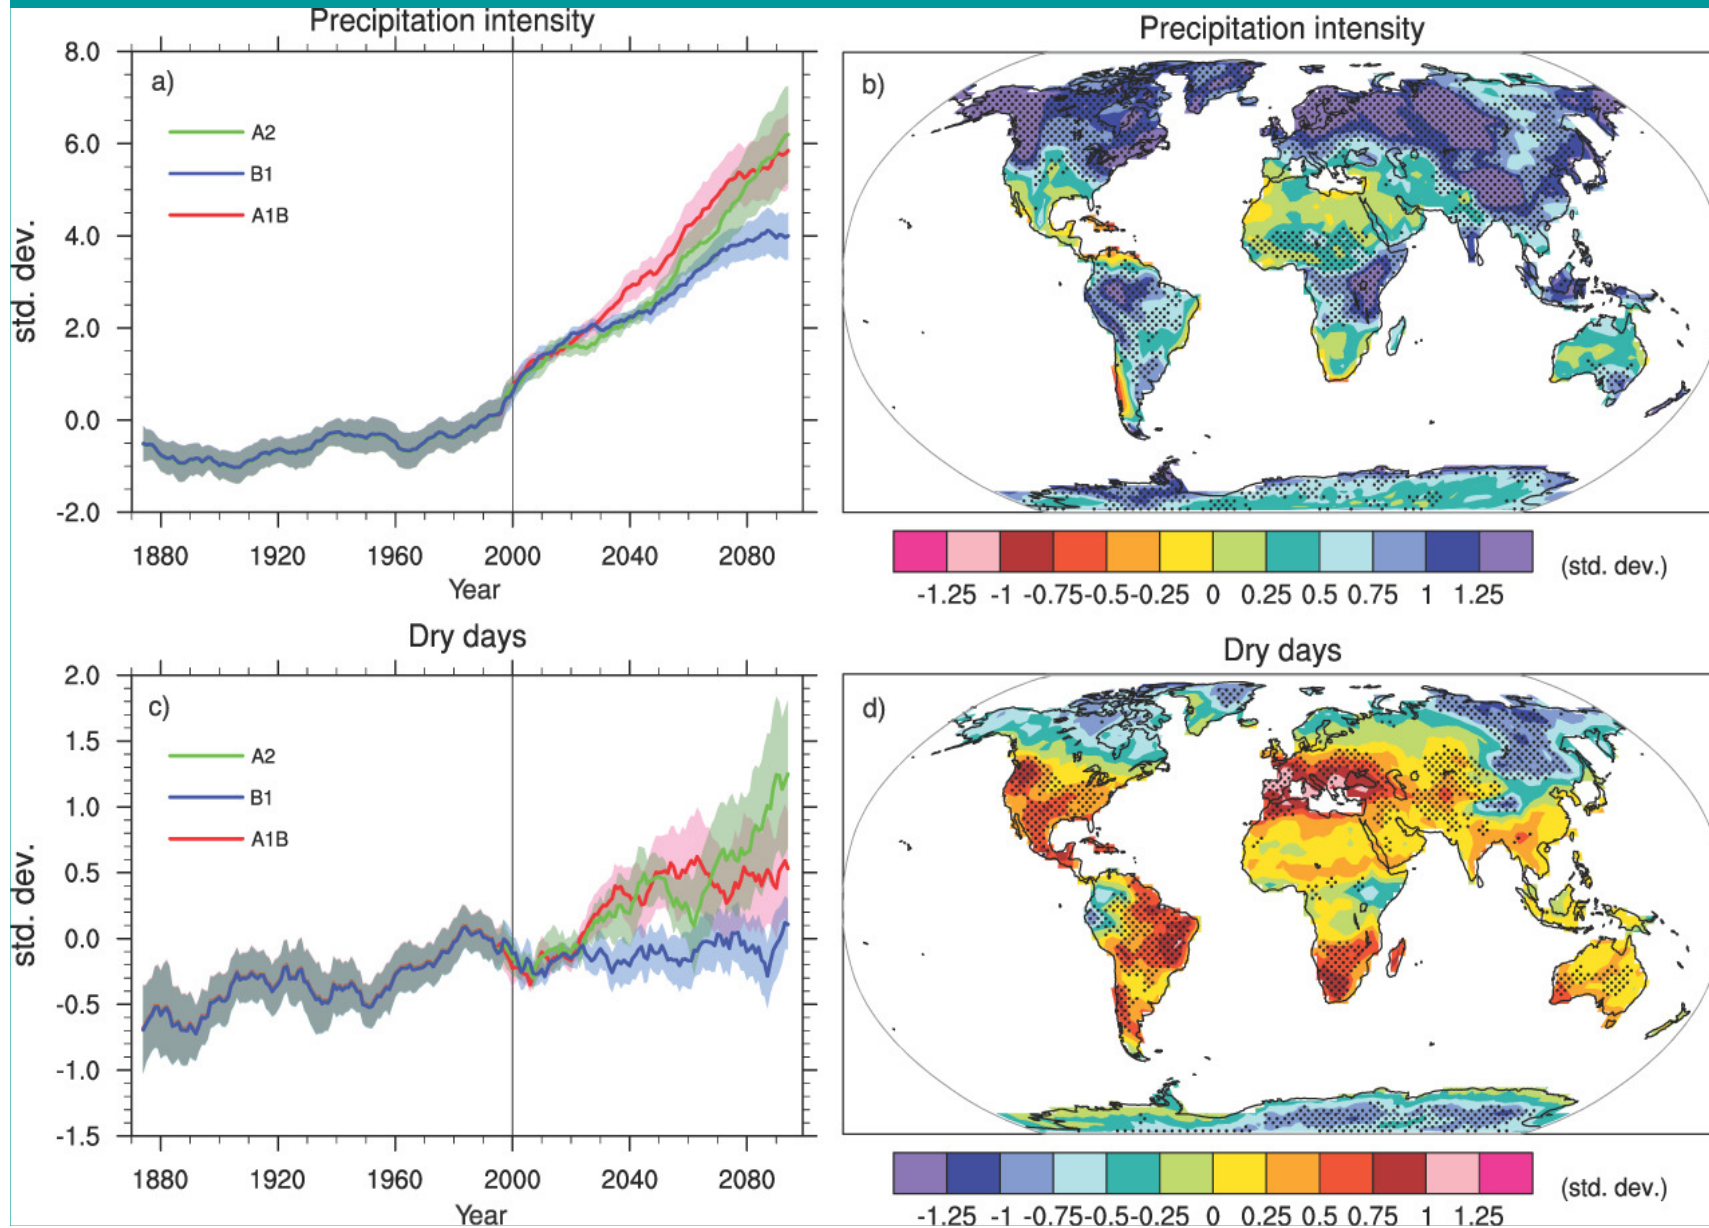 Precipitation intensity
a)
A2
B1
A1B
8.0
6.0
4.0
2.0
0.0
-2.0
std. dev.
1880 1920 1960 2000 2040 2080
Year
Precipitation intensity
b)
-1.25 -1 -0.75 -0.5 -0.25 0 0.25 0.5 0.75 1 1.25
(std. dev.)
Dry days
c)
A2
B1
A1B
2.0
1.5
1.0
0.5
0.0
-0.5
-1.0
-1.5
std. dev.
1880 1920 1960 2000 2040 2080
Year
Dry days
d)
-1.25 -1 -0.75 -0.5 -0.25 0 0.25 0.5 0.75 1 1.25
(std. dev.)